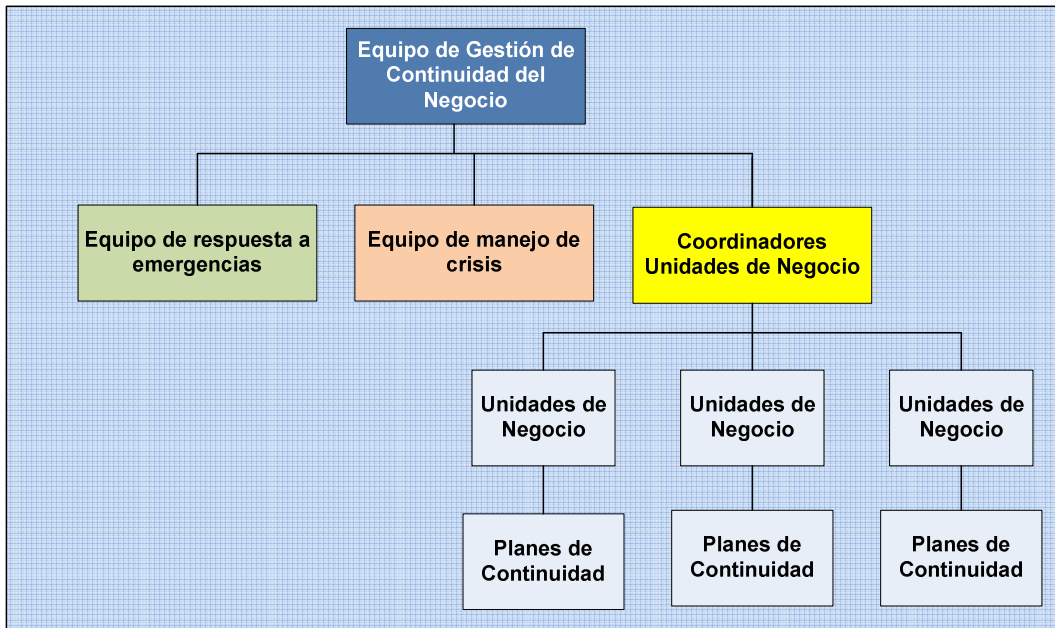 Equipo de Gestión de
Continuidad del
Negocio
Equipo de respuesta a
emergencias
Equipo de manejo de
crisis
Coordinadores
Unidades de Negocio
Unidades de
Negocio
Unidades de
Negocio
Unidades de
Negocio
Planes de
Continuidad
Planes de
Continuidad
Planes de
Continuidad